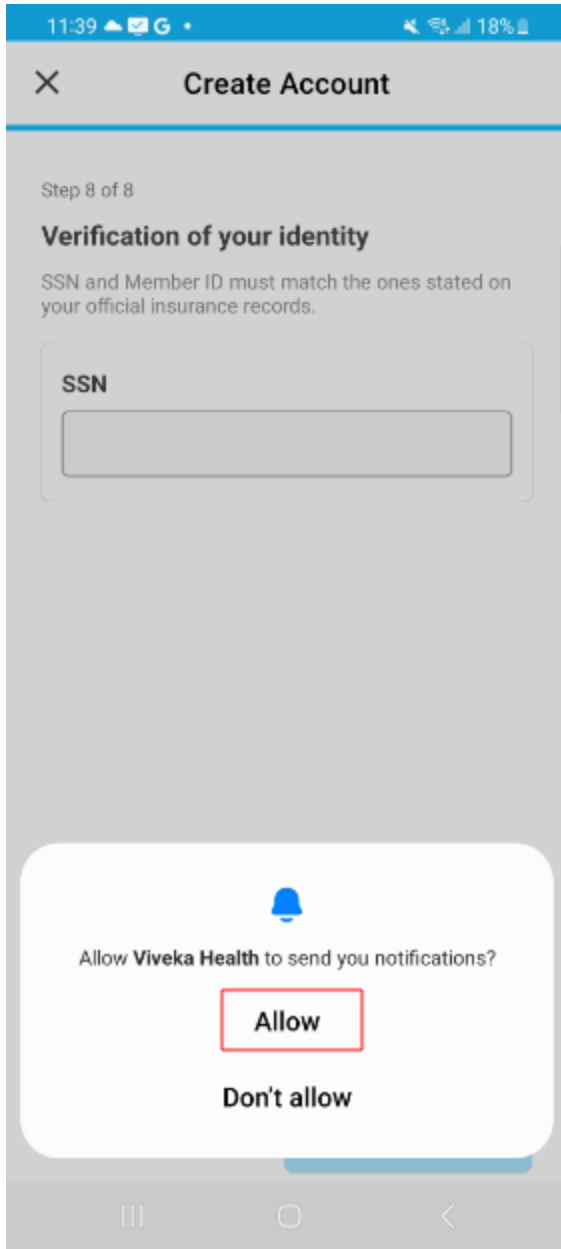 11:39 G • 18%
Create Account
Step 8 of 8
Verification of your identity
SSN and Member ID must match the ones stated on
your official insurance records.
SSN
Allow Viveka Health to send you notifications?
Allow
Don't allow